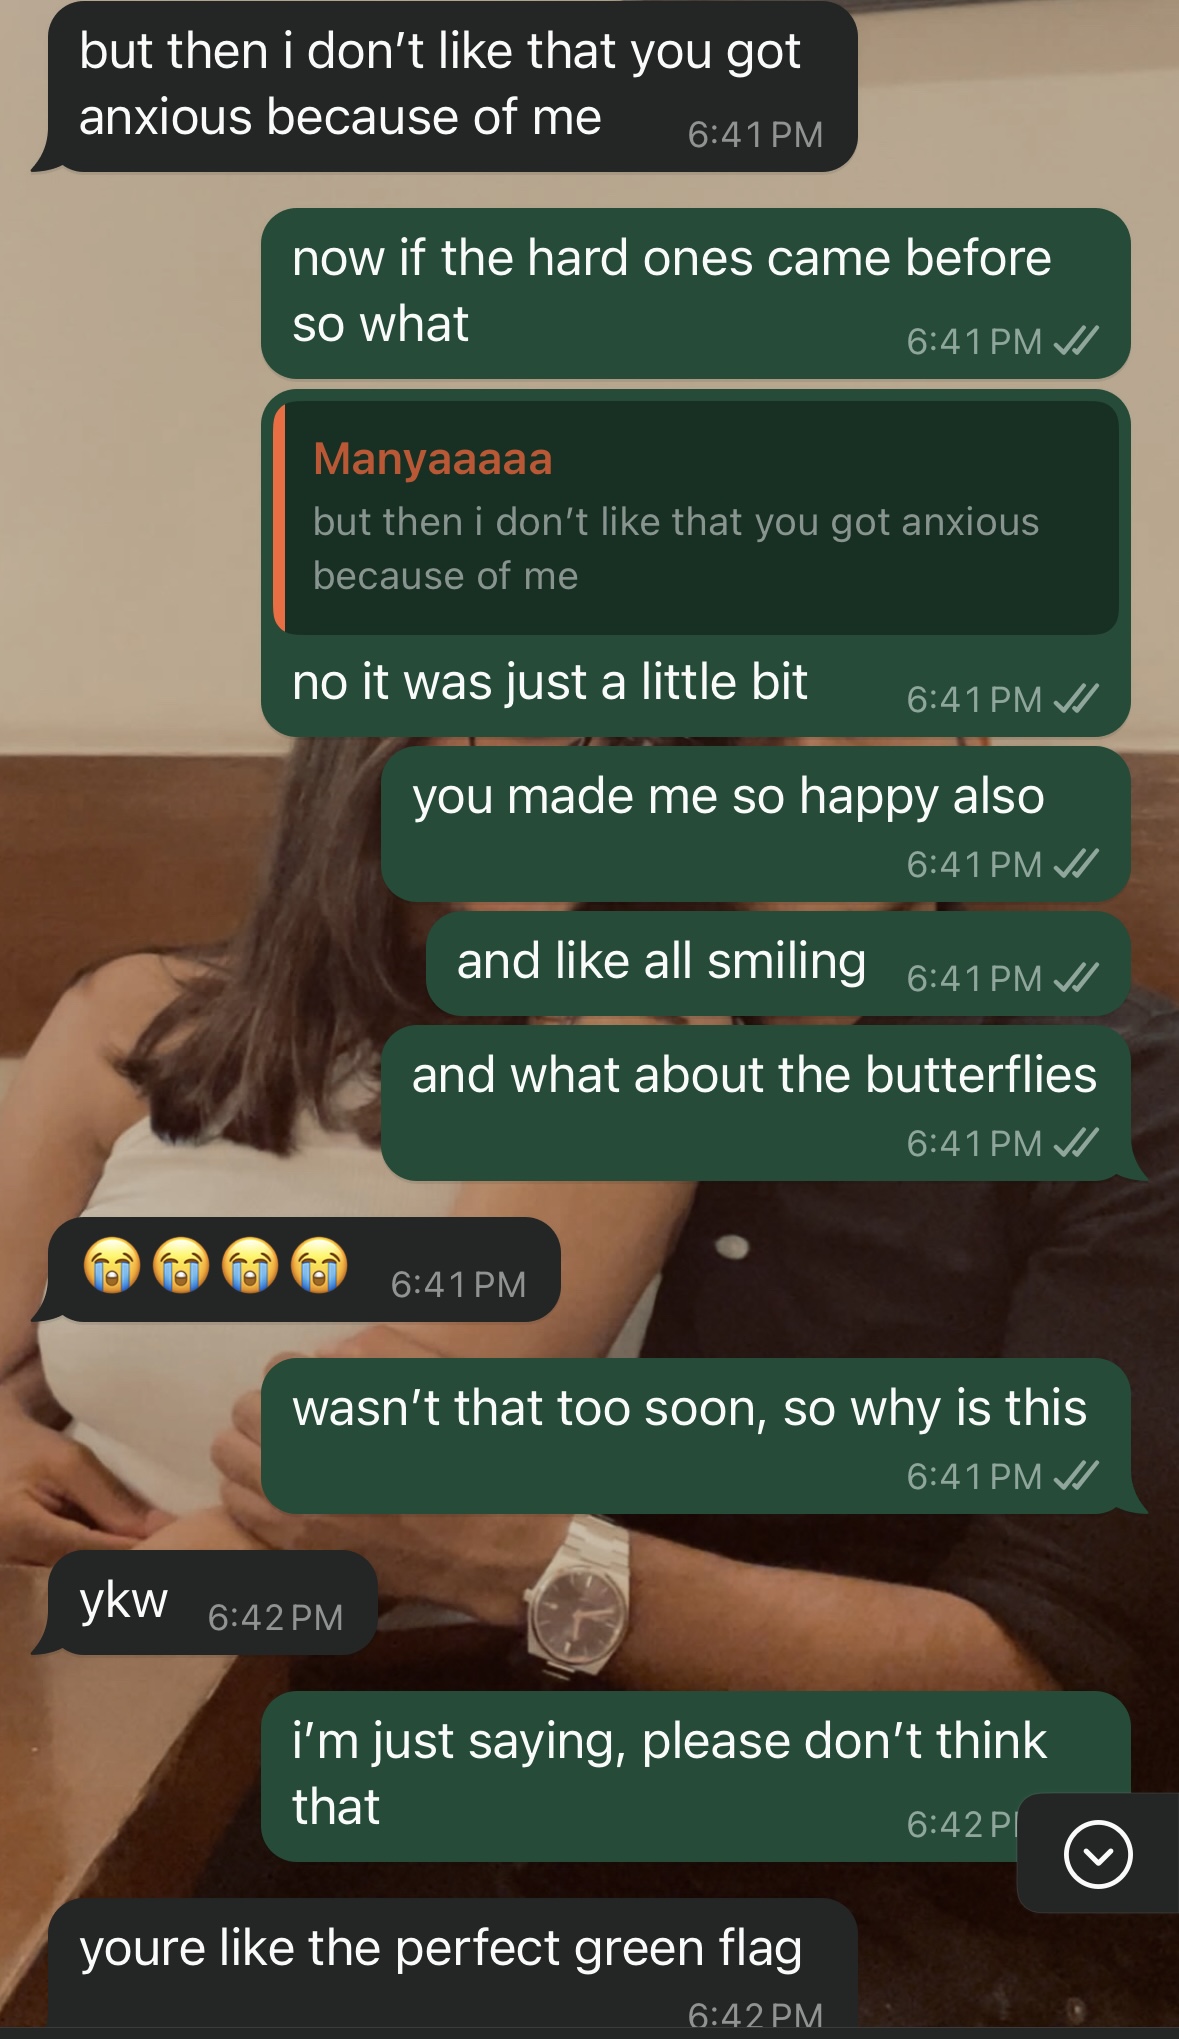 but then i don't like that you got
anxious because of me
6:41 PM
now if the hard ones came before
so what
6:41 PM
Manyaaaaa
but then i don't like that you got anxious
because of me
no it was just a little bit
6:41 PM
you made me so happy also
6:41 PM
and like all smiling
6:41 PM
and what about the butterflies
6:41 PM
😭😭😭😭
6:41 PM
wasn't that too soon, so why is this
6:41 PM
ykw
6:42 PM
i'm just saying, please don't think
that
6:42 P
youre like the perfect green flag
6:42 PM